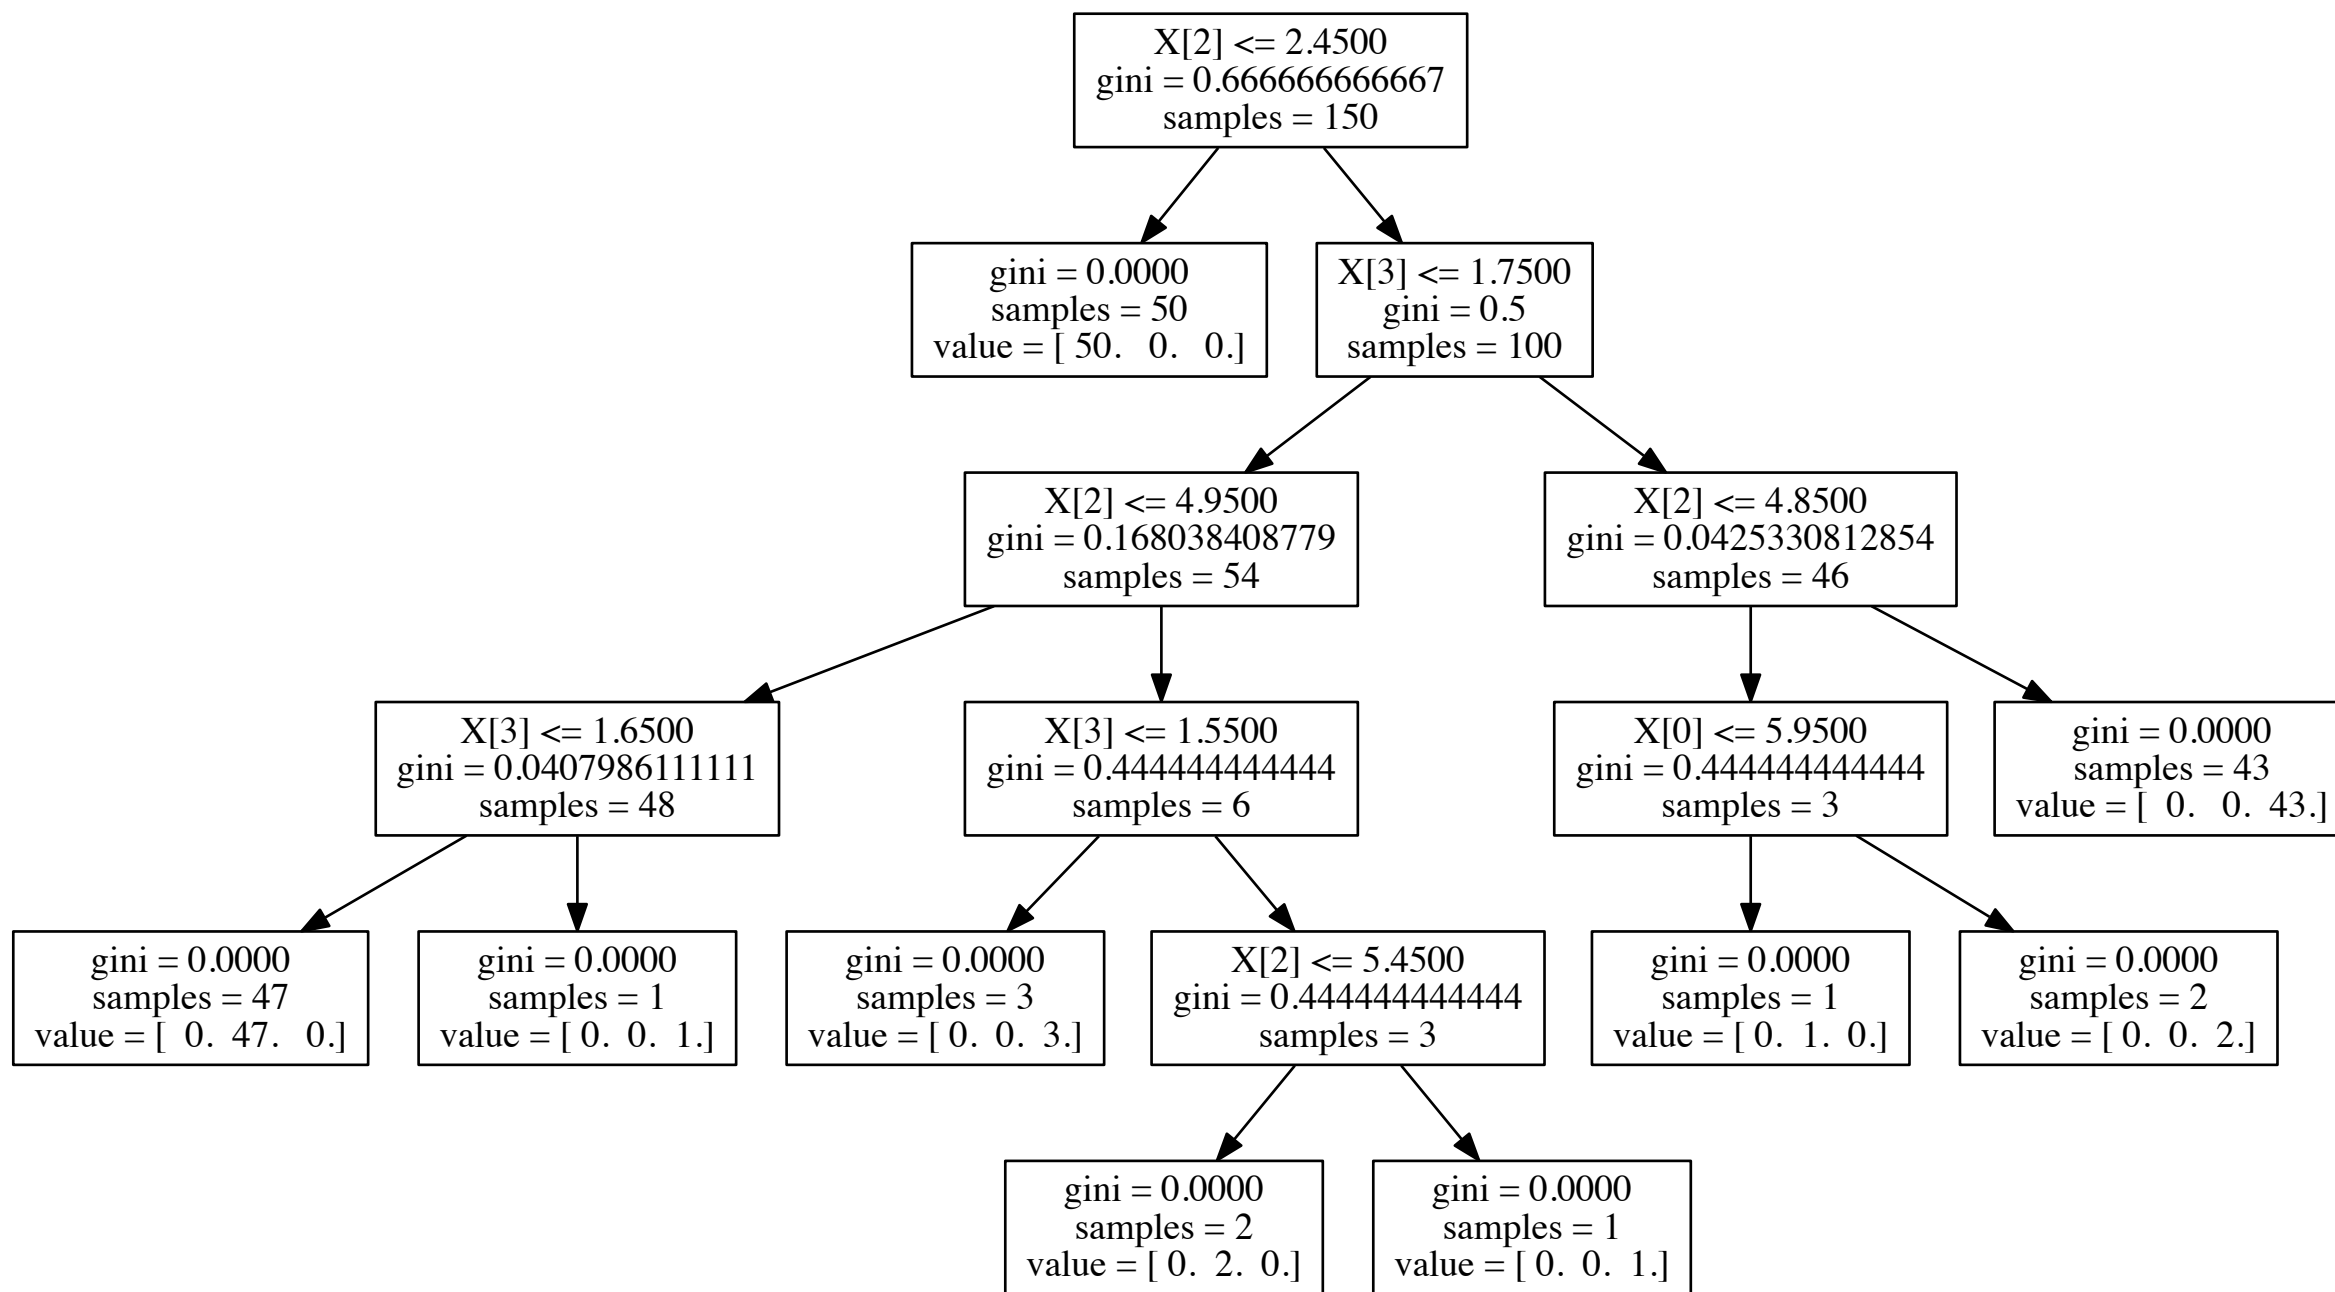 X[2] <= 2.4500
gini = 0.666666666667
samples = 150
gini = 0.0000
samples = 50
value = [ 50.   0.   0.]
X[3] <= 1.7500
gini = 0.5
samples = 100
X[2] <= 4.9500
gini = 0.168038408779
samples = 54
X[2] <= 4.8500
gini = 0.0425330812854
samples = 46
X[3] <= 1.6500
gini = 0.0407986111111
samples = 48
X[3] <= 1.5500
gini = 0.444444444444
samples = 6
X[0] <= 5.9500
gini = 0.444444444444
samples = 3
gini = 0.0000
samples = 43
value = [  0.   0.  43.]
gini = 0.0000
samples = 47
value = [  0.  47.   0.]
gini = 0.0000
samples = 1
value = [ 0.  0.  1.]
gini = 0.0000
samples = 3
value = [ 0.  0.  3.]
X[2] <= 5.4500
gini = 0.444444444444
samples = 3
gini = 0.0000
samples = 1
value = [ 0.  1.  0.]
gini = 0.0000
samples = 2
value = [ 0.  0.  2.]
gini = 0.0000
samples = 2
value = [ 0.  2.  0.]
gini = 0.0000
samples = 1
value = [ 0.  0.  1.]